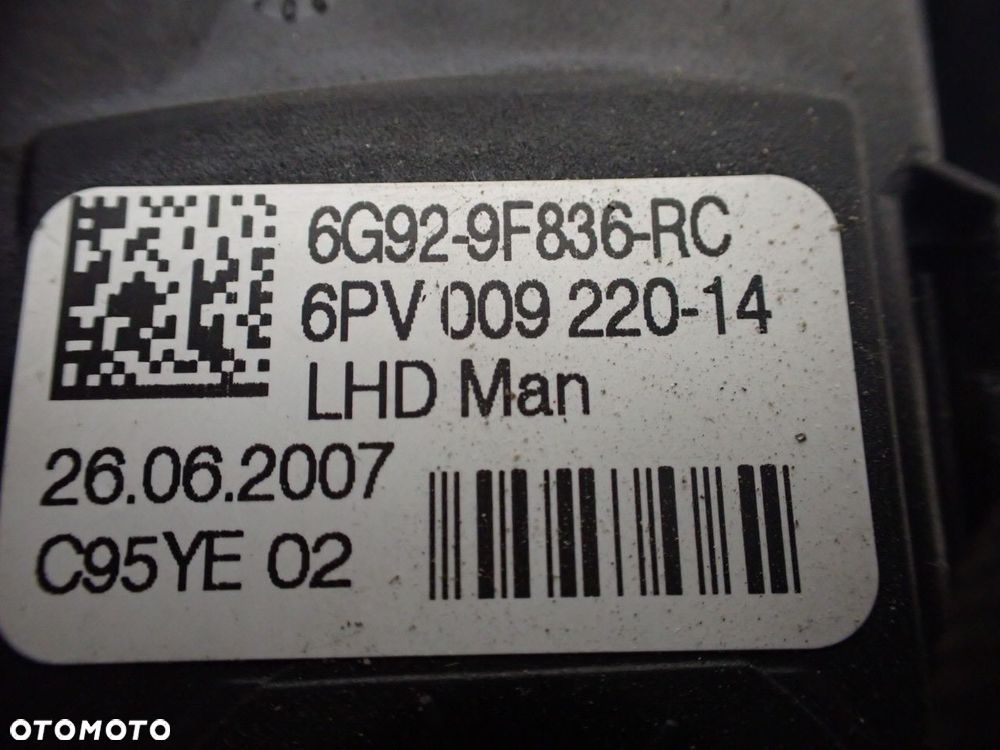 6G92-9F836-RC
6PV 009 220-14
LHD Man
26.06.2007
C95YE 02
OTOMOTO